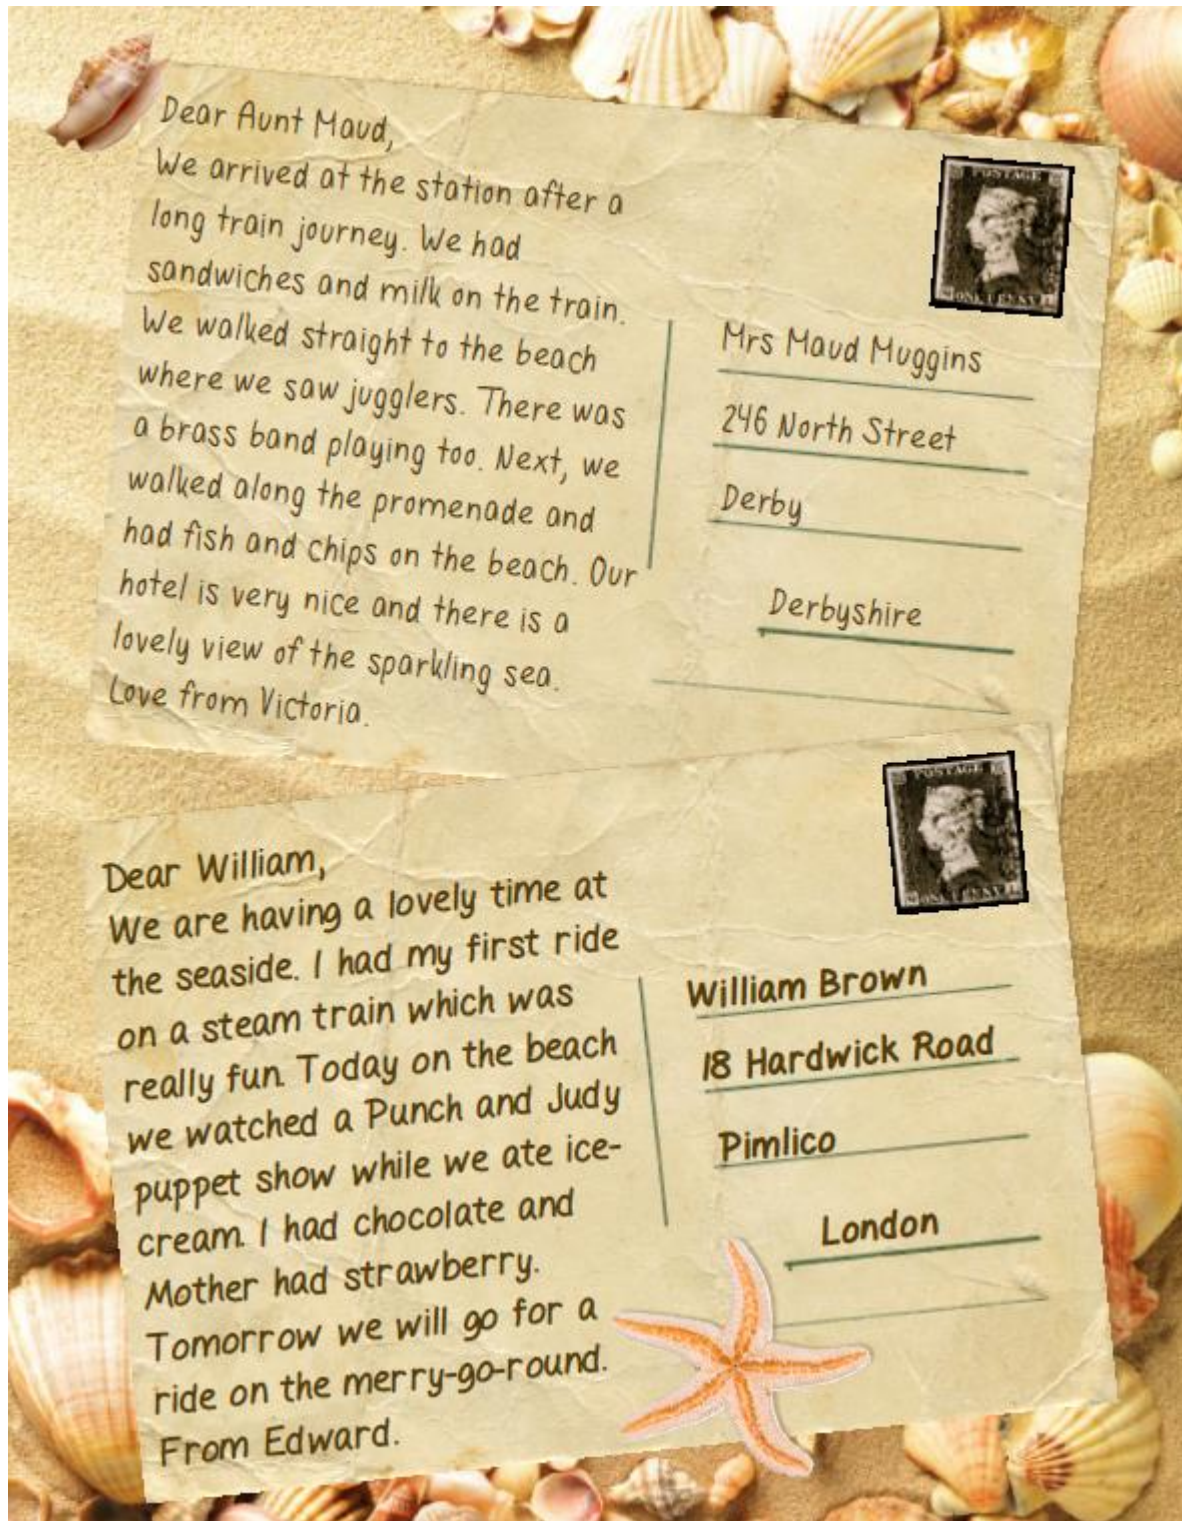 Dear Aunt Maud,
We arrived at the station after a
long train journey. We had
sandwiches and milk on the train.
We walked straight to the beach
where we saw jugglers. There was
a brass band playing too. Next, we
walked along the promenade and
had fish and chips on the beach. Our
hotel is very nice and there is a
lovely view of the sparkling sea.
Love from Victoria.
POSTAGE
ONE PENNY
Mrs Maud Muggins
246 North Street
Derby
Derbyshire
Dear William,
We are having a lovely time at
the seaside. I had my first ride
on a steam train which was
really fun. Today on the beach
we watched a Punch and Judy
puppet show while we ate ice-
cream. I had chocolate and
Mother had strawberry.
Tomorrow we will go for a
ride on the merry-go-round.
From Edward.
POSTAGE
ONE PENNY
William Brown
18 Hardwick Road
Pimlico
London